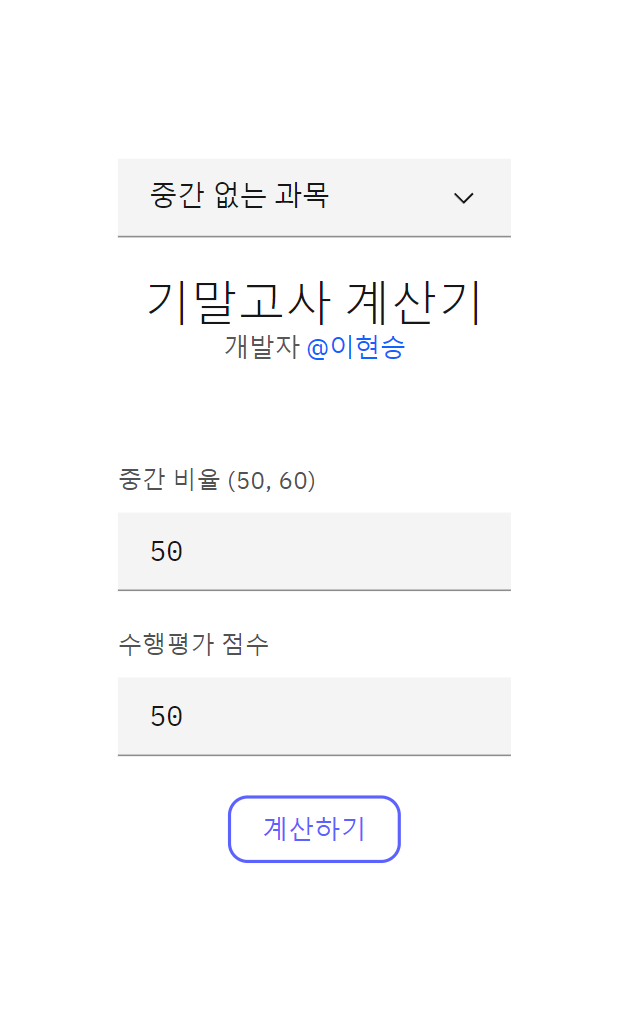 중간 없는 과목
기말고사 계산기
개발자 @이현승
중간 비율 (50, 60)
50
수행평가 점수
50
계산하기